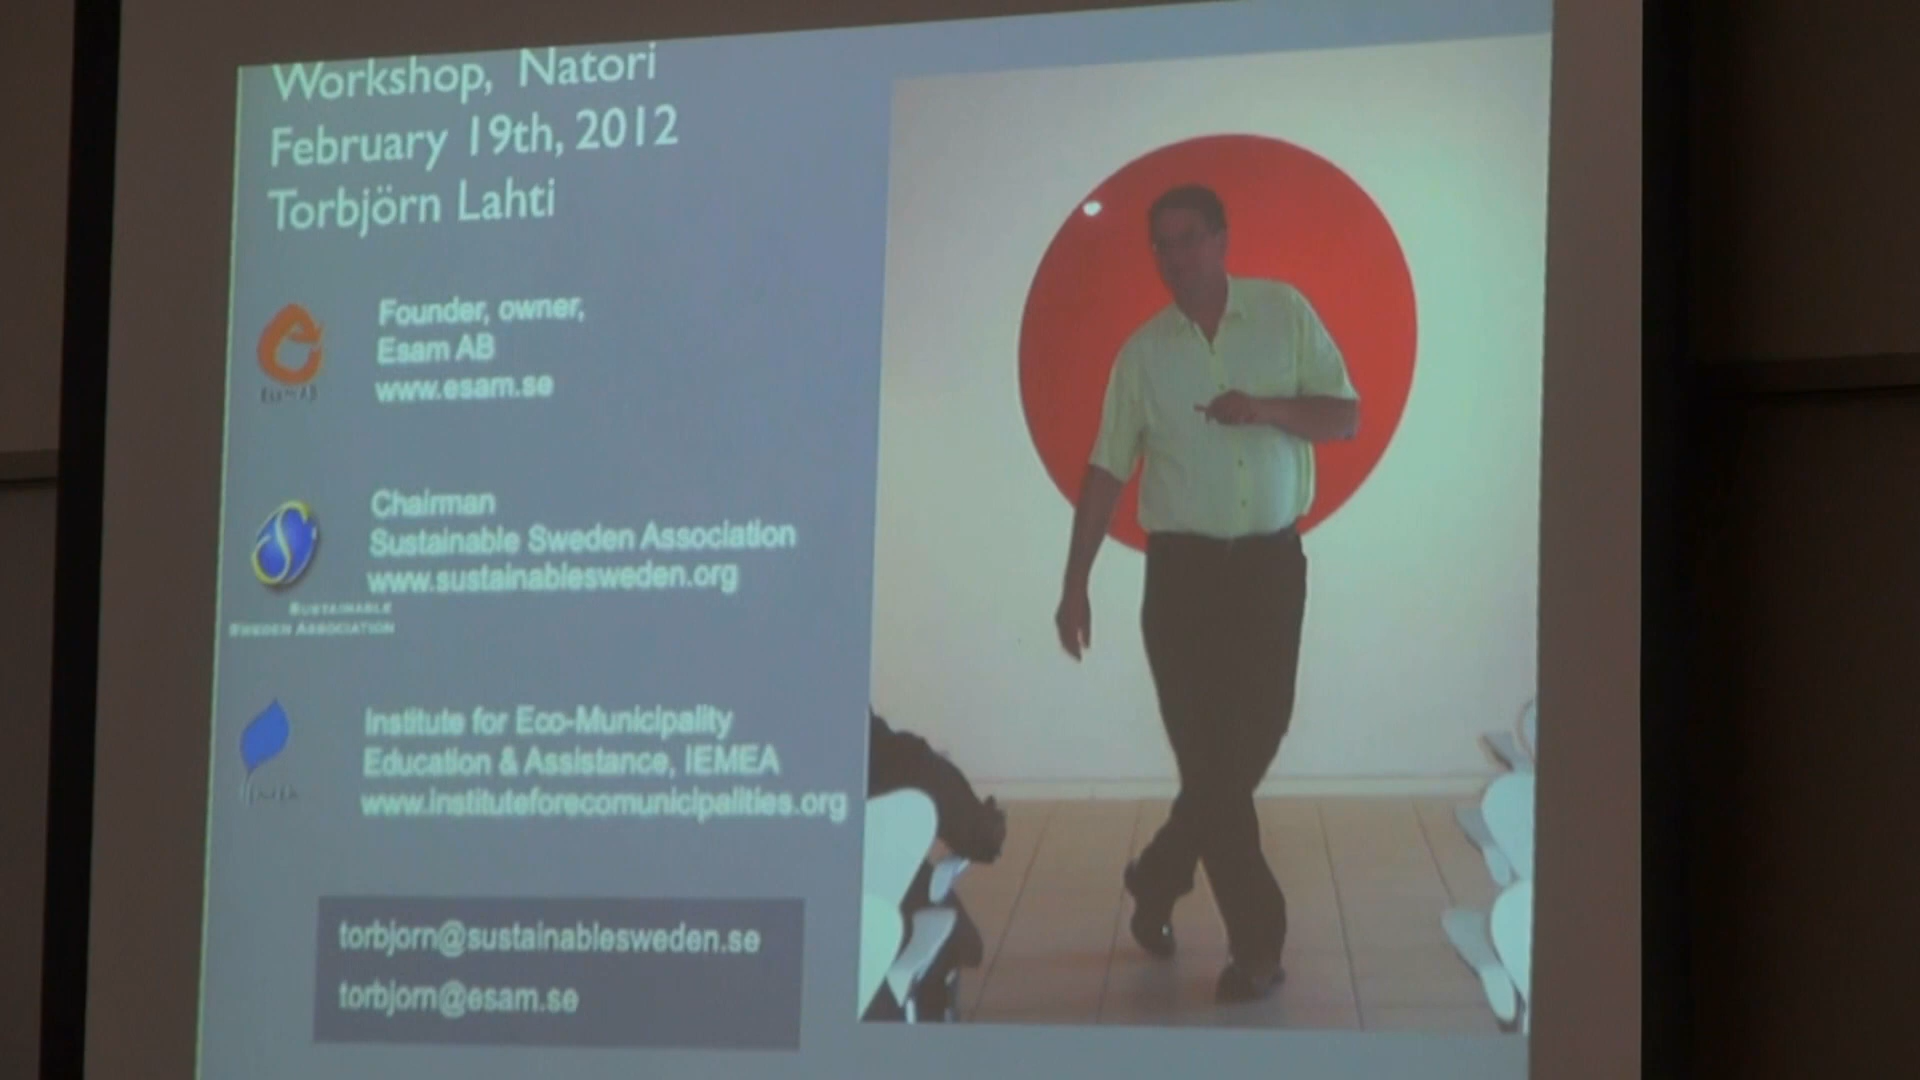 Workshop, Natori
February 19th, 2012
Torbjörn Lahti
Founder, owner,
Esam AB
www.esam.se
Esam AB
Chairman
Sustainable Sweden Association
www.sustainablesweden.org
SUSTAINABLE
SWEDEN ASSOCIATION
Institute for Eco-Municipality
Education & Assistance, IEMEA
www.instituteforecomunicipalities.org
torbjorn@sustainablesweden.se
torbjorn@esam.se